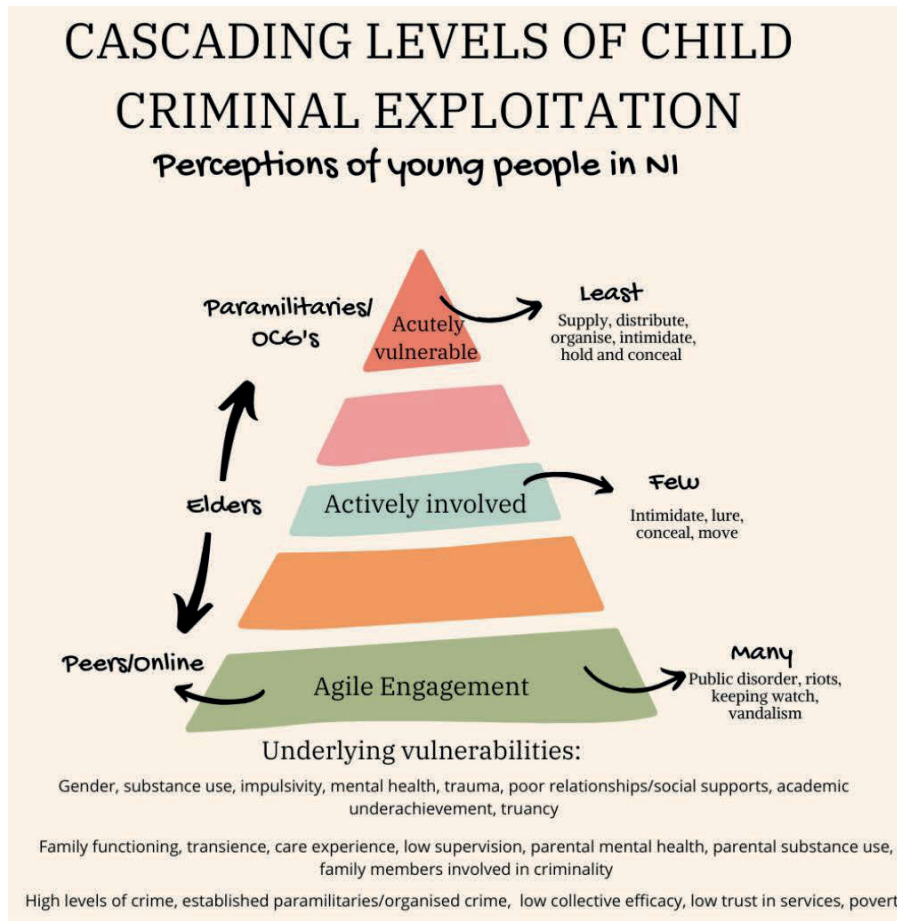 CASCADING LEVELS OF CHILD
CRIMINAL EXPLOITATION
Perceptions of young people in NI
Paramilitaries/
OCG's
Acutely
vulnerable
Least
Supply, distribute,
organise, intimidate,
hold and conceal
Elders
Actively involved
Few
Intimidate, lure,
conceal, move
Peers/Online
Agile Engagement
Many
Public disorder, riots,
keeping watch,
vandalism
Underlying vulnerabilities:
Gender, substance use, impulsivity, mental health, trauma, poor relationships/social supports, academic
underachievement, truancy
Family functioning, transience, care experience, low supervision, parental mental health, parental substance use,
family members involved in criminality
High levels of crime, established paramilitaries/organised crime, low collective efficacy, low trust in services, povert